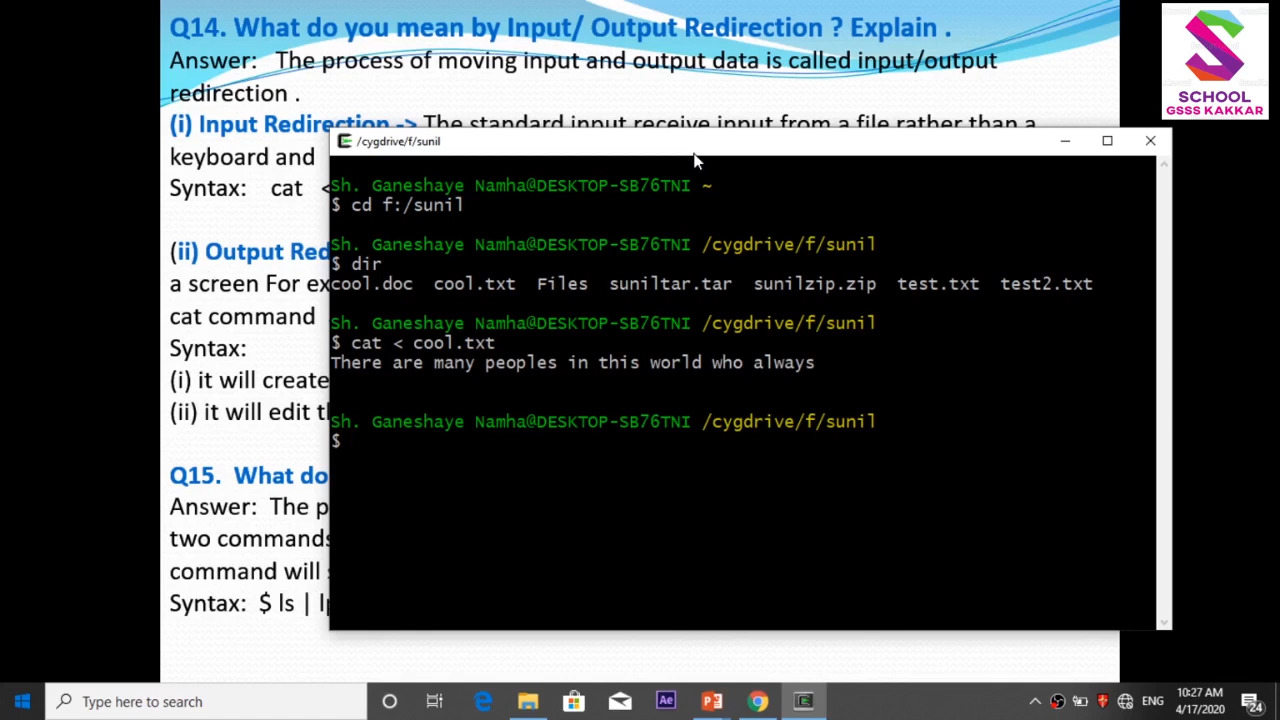 Q14. What do you mean by Input/ Output Redirection ? Explain .
Answer: The process of moving input and output data is called input/output
redirection .
(i) Input Redirection -> The standard input receive input from a file rather than a
keyboard and
Syntax: cat <
(ii) Output Red
a screen For ex
cat command
Syntax:
(i) it will create
(ii) it will edit th
Q15. What do
Answer: The p
two commands
command will s
Syntax: $ ls | lp
SCHOOL
GSSS KAKKAR
/cygdrive/f/sunil
Sh. Ganeshaye Namha@DESKTOP-SB76TNI ~
$ cd f:/sunil
Sh. Ganeshaye Namha@DESKTOP-SB76TNI /cygdrive/f/sunil
$ dir
cool.doc cool.txt Files suniltar.tar sunilzip.zip test.txt test2.txt
Sh. Ganeshaye Namha@DESKTOP-SB76TNI /cygdrive/f/sunil
$ cat < cool.txt
There are many peoples in this world who always
Sh. Ganeshaye Namha@DESKTOP-SB76TNI /cygdrive/f/sunil
$
Type here to search
Ae
ENG
10:27 AM
4/17/2020
24